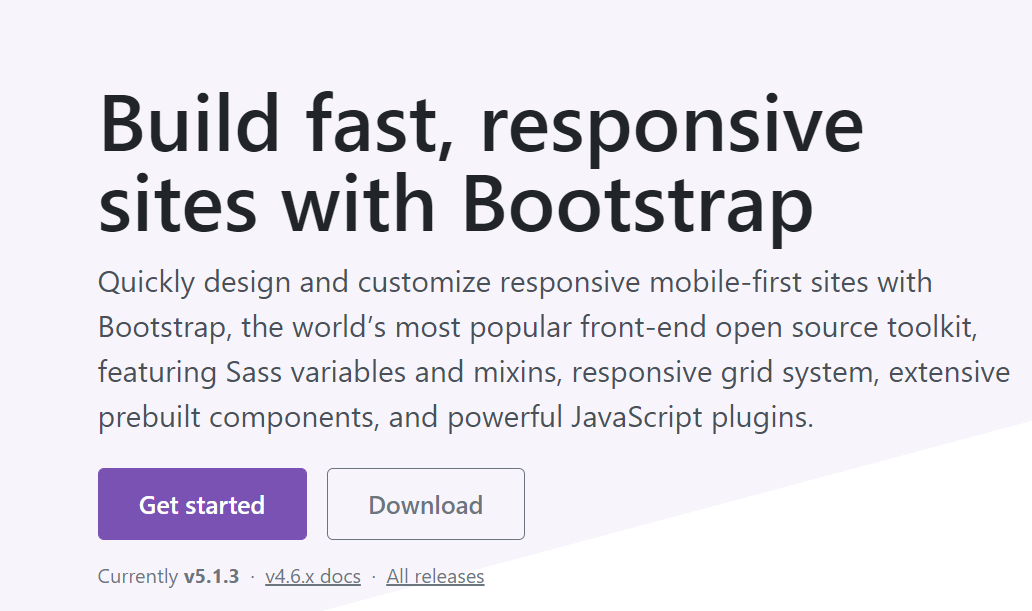 Build fast, responsive
sites with Bootstrap
Quickly design and customize responsive mobile-first sites with
Bootstrap, the world’s most popular front-end open source toolkit,
featuring Sass variables and mixins, responsive grid system, extensive
prebuilt components, and powerful JavaScript plugins.
Get started Download
Currently v5.1.3 · v4.6.x docs · All releases